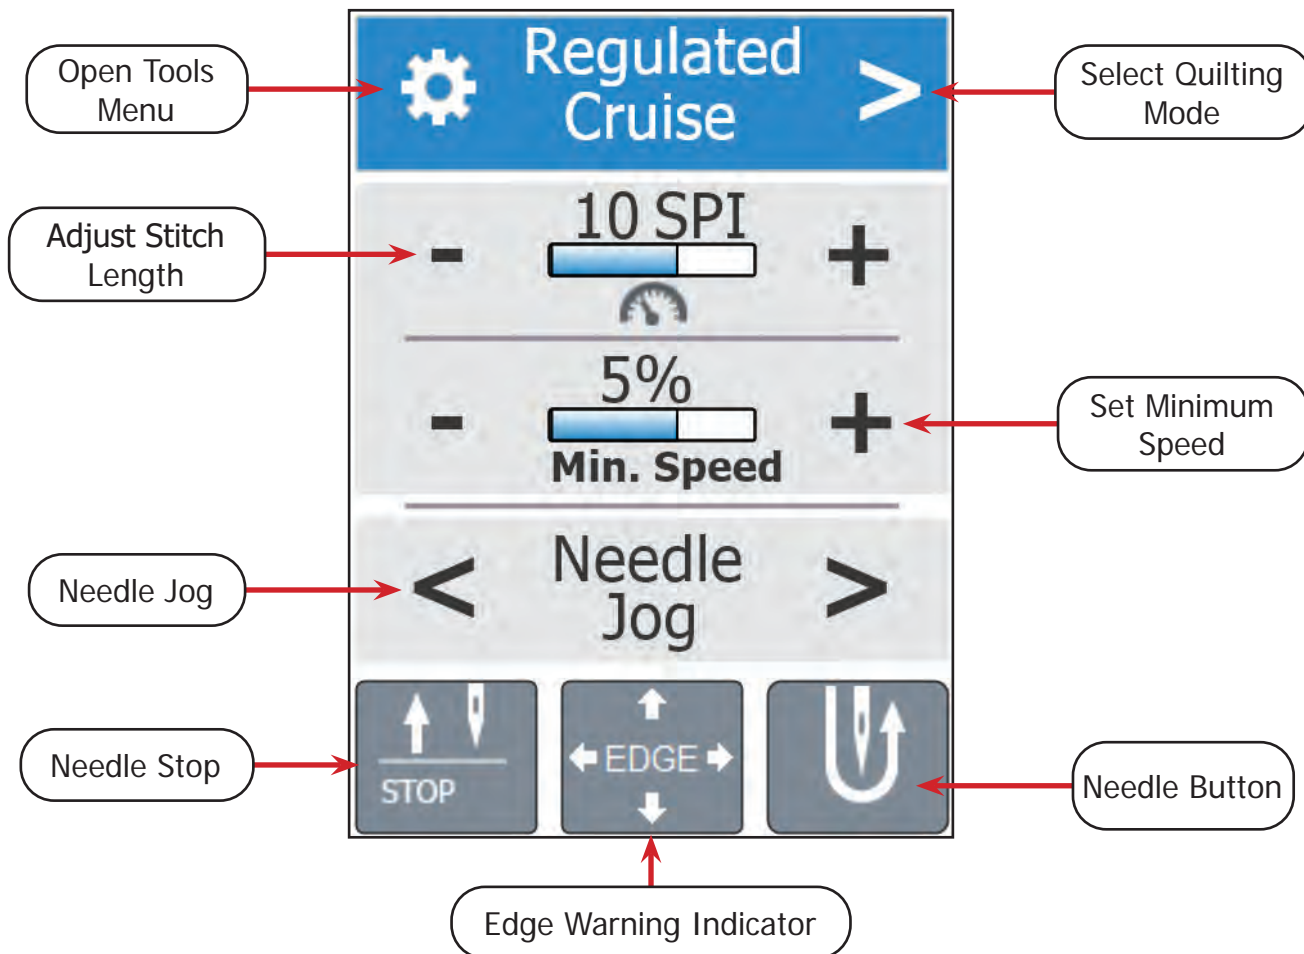 Open Tools
Menu
Regulated
Cruise
>
Select Quilting
Mode
Adjust Stitch
Length
- 10 SPI +
- 5% +
Min. Speed
Set Minimum
Speed
Needle Jog
< Needle
Jog >
Needle Stop
STOP
EDGE
Needle Button
Edge Warning Indicator